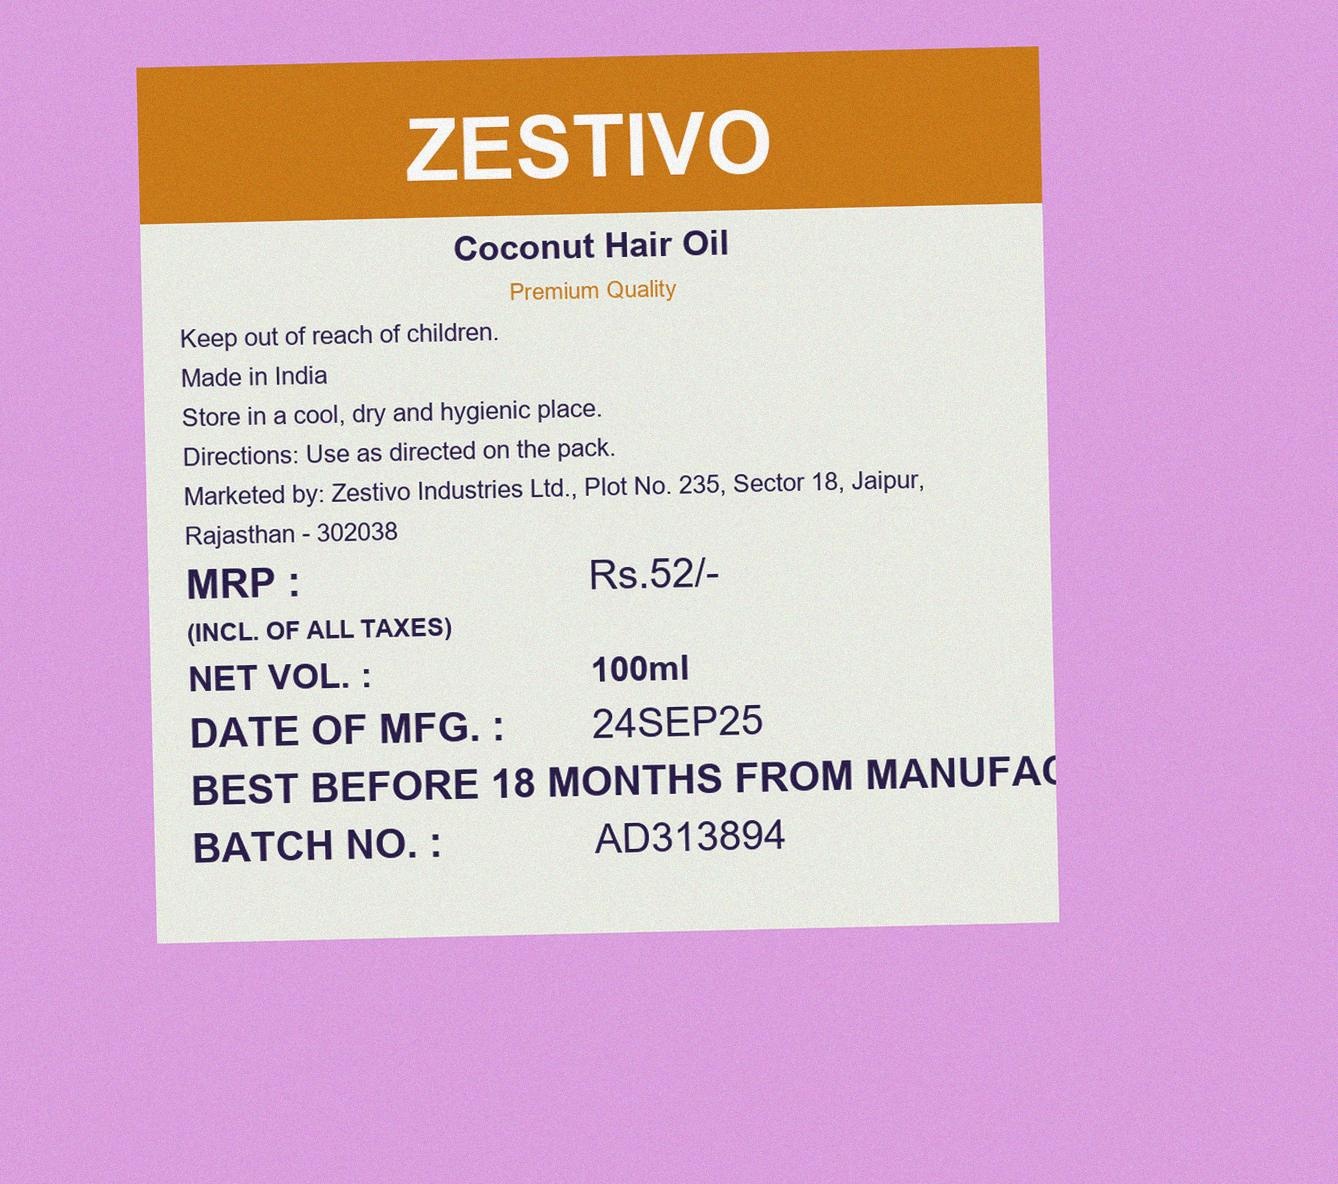 ZESTIVO
Coconut Hair Oil
Premium Quality
Keep out of reach of children.
Made in India
Store in a cool, dry and hygienic place.
Directions: Use as directed on the pack.
Marketed by: Zestivo Industries Ltd., Plot No. 235, Sector 18, Jaipur,
Rajasthan - 302038
MRP : Rs.52/-
(INCL. OF ALL TAXES)
NET VOL. : 100ml
DATE OF MFG. : 24SEP25
BEST BEFORE 18 MONTHS FROM
BATCH NO. : AD313894